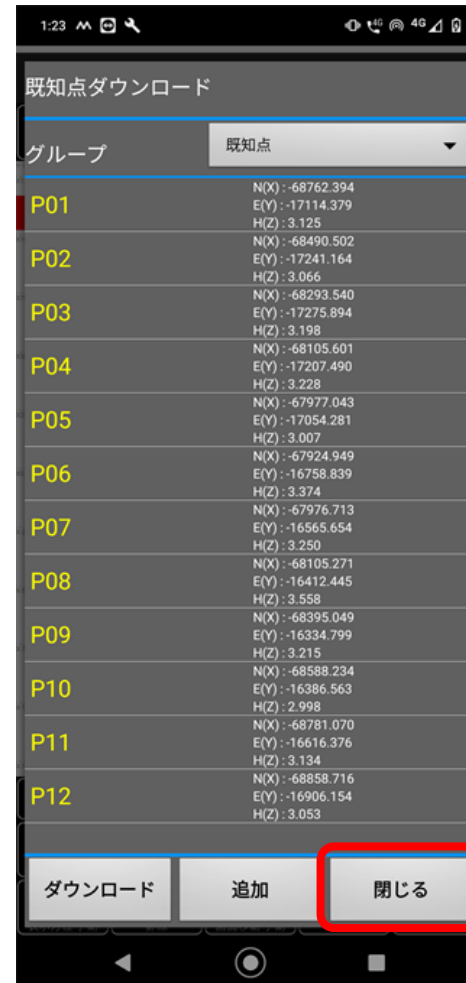 1:23
4G 4G
既知点ダウンロード
グループ
既知点
P01
N(X) : -68762.394
E(Y) : -17114.379
H(Z) : 3.125
P02
N(X) : -68490.502
E(Y) : -17241.164
H(Z) : 3.066
P03
N(X) : -68293.540
E(Y) : -17275.894
H(Z) : 3.198
P04
N(X) : -68105.601
E(Y) : -17207.490
H(Z) : 3.228
P05
N(X) : -67977.043
E(Y) : -17054.281
H(Z) : 3.007
P06
N(X) : -67924.949
E(Y) : -16758.839
H(Z) : 3.374
P07
N(X) : -67976.713
E(Y) : -16565.654
H(Z) : 3.250
P08
N(X) : -68105.271
E(Y) : -16412.445
H(Z) : 3.558
P09
N(X) : -68395.049
E(Y) : -16334.799
H(Z) : 3.215
P10
N(X) : -68588.234
E(Y) : -16386.563
H(Z) : 2.998
P11
N(X) : -68781.070
E(Y) : -16616.376
H(Z) : 3.134
P12
N(X) : -68858.716
E(Y) : -16906.154
H(Z) : 3.053
ダウンロード
追加
閉じる